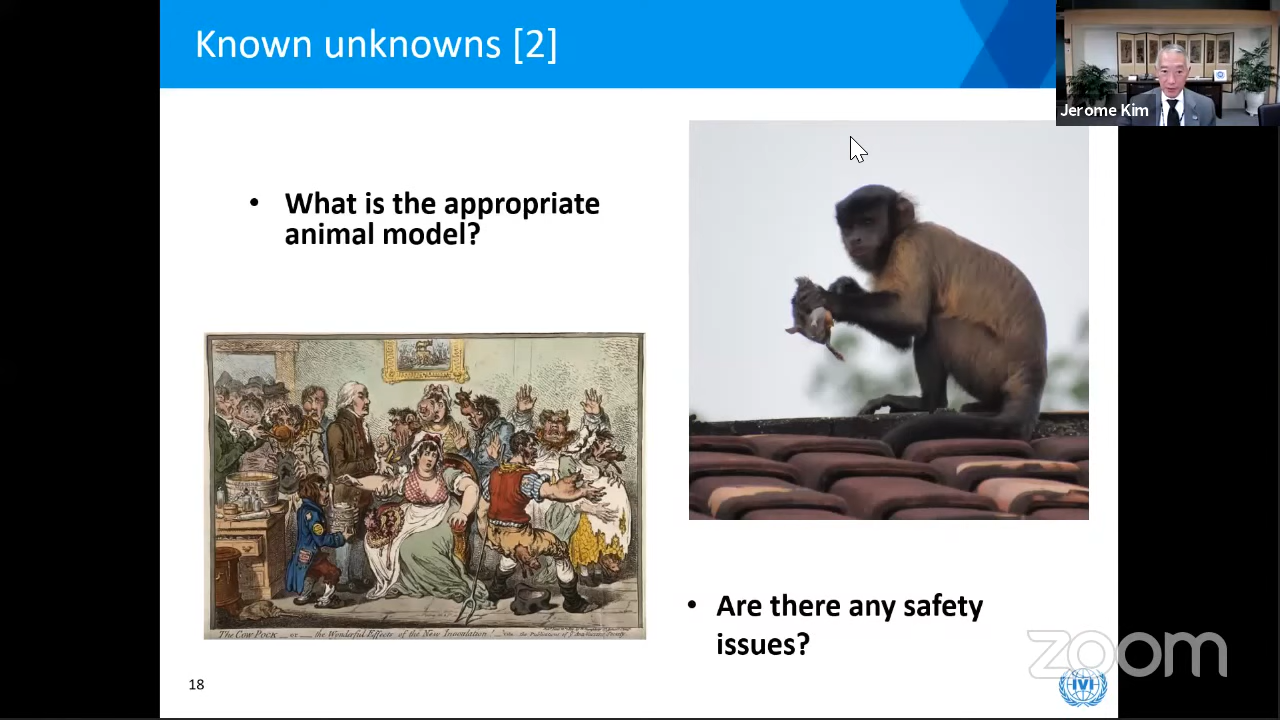 Known unknowns [2]
Jerome Kim
• What is the appropriate
animal model?
The Cow Pock _ or _ the Wonderful Effects of the New Inoculation!
• Are there any safety
issues?
18
zoom
IVI